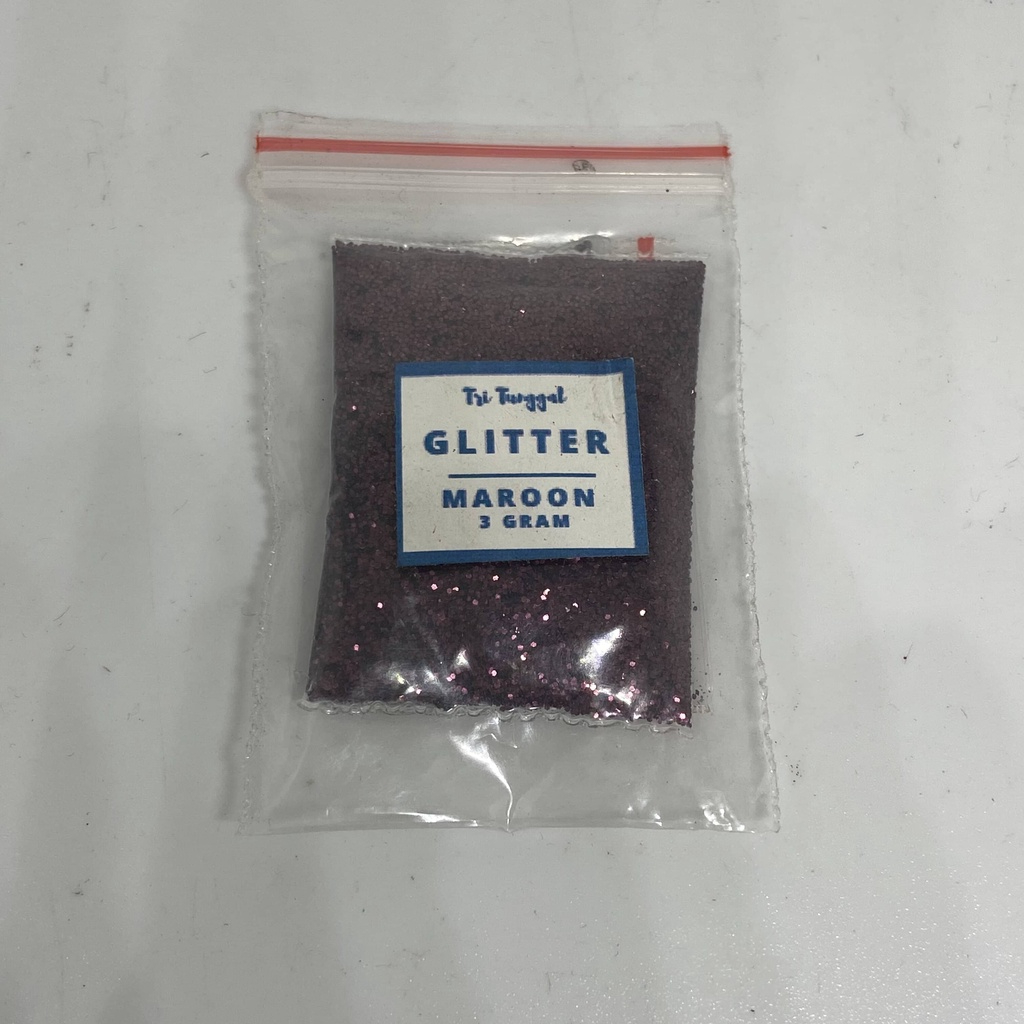 Tri Tunggal
GLITTER
MAROON
3 GRAM